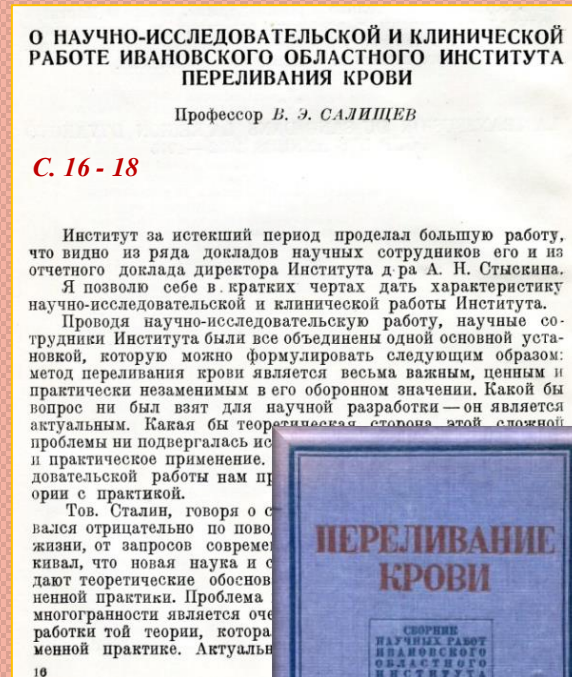 О НАУЧНО-ИССЛЕДОВАТЕЛЬСКОЙ И КЛИНИЧЕСКОЙ
РАБОТЕ ИВАНОВСКОГО ОБЛАСТНОГО ИНСТИТУТА
ПЕРЕЛИВАНИЯ КРОВИ
Профессор В. Э. САЛИЩЕВ
С. 16 - 18
Институт за истекший период проделал большую работу,
что видно из ряда докладов научных сотрудников его и из
отчетного доклада директора Института д-ра А. Н. Стыскина.
Я позволю себе в кратких чертах дать характеристику
научно-исследовательской и клинической работы Института.
Проводя научно-исследовательскую работу, научные со-
трудники Института были все объединены одной основной уста-
новкой, которую можно формулировать следующим образом:
метод переливания крови является весьма важным, ценным и
практически незаменимым в его оборонном значении. Какой бы
вопрос ни был взят для научной разработки — он является
актуальным. Какая бы теоретическая сторона этой сложной
проблемы ни подвергалась ис
и практическое применение.
довательской работы нам пр
ории с практикой.
Тов. Сталин, говоря о с
вался отрицательно по пово
жизни, от запросов совреме
кивал, что новая наука и с
дают теоретические обоснов
ненной практики. Проблема
многогранности является оче
работки той теории, котора
менной практике. Актуальн
16
ПЕРЕЛИВАНИЕ
КРОВИ
СБОРНИК
НАУЧНЫХ РАБОТ
ИВАНОВСКОГО
ОБЛАСТНОГО
ИНСТИТУТА